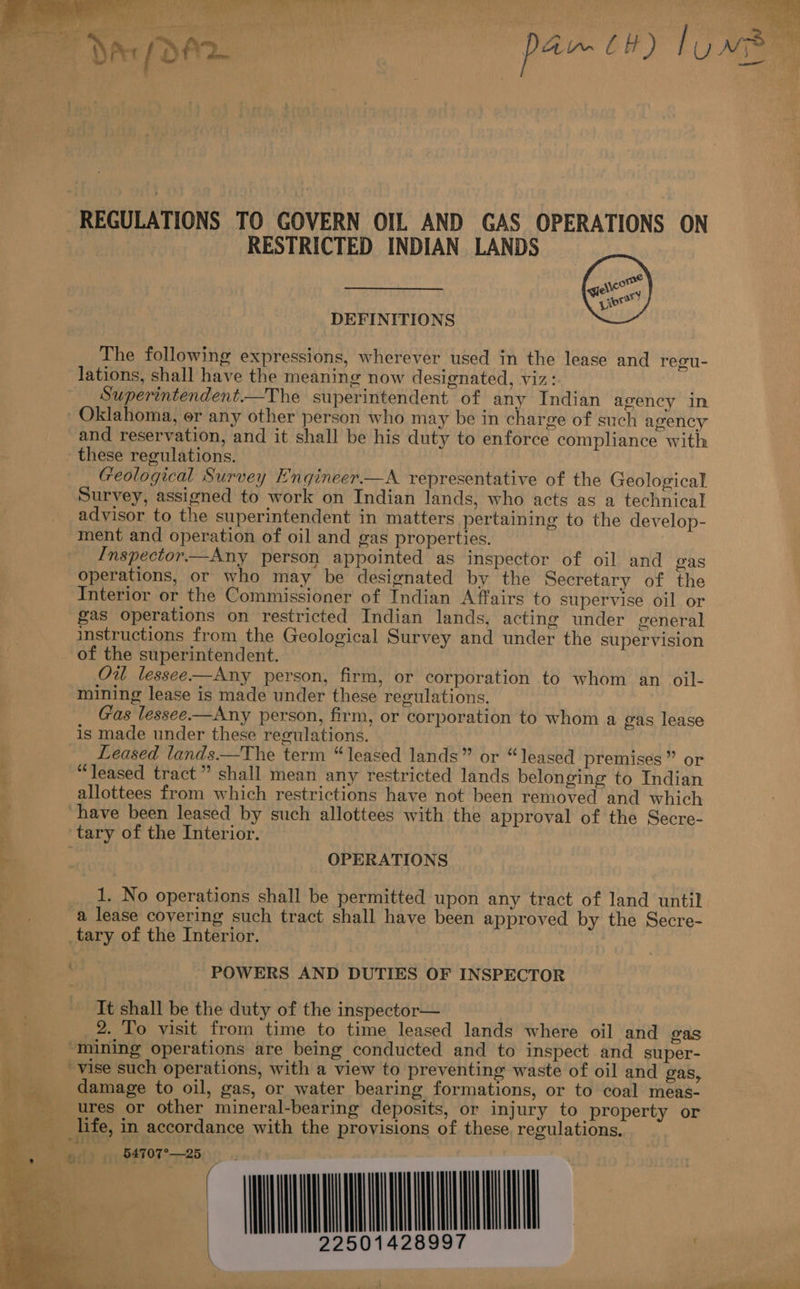 pam (H)
REGULATIONS TO GOVERN OIL AND GAS OPERATIONS ON
RESTRICTED INDIAN LANDS
Wellcome
Library
DEFINITIONS
The following expressions, wherever used in the lease and regu-
lations, shall have the meaning now designated, viz:
Superintendent.—The superintendent of any Indian agency in
Oklahoma, or any other person who may be in charge of such agency
and reservation, and it shall be his duty to enforce compliance with
these regulations.
Geological Survey Engineer.—A representative of the Geological
Survey, assigned to work on Indian lands, who acts as a technical
advisor to the superintendent in matters pertaining to the develop-
ment and operation of oil and gas properties.
Inspector.—Any person appointed as inspector of oil and gas
operations, or who may be designated by the Secretary of the
Interior or the Commissioner of Indian Affairs to supervise oil or
gas operations on restricted Indian lands, acting under general
instructions from the Geological Survey and under the supervision
of the superintendent.
Oil lessee.—Any person, firm, or corporation to whom an oil-
mining lease is made under these regulations.
Gas lessee.—Any person, firm, or corporation to whom a gas lease
is made under these regulations.
Leased lands.—The term “leased lands” or “leased premises” or
“leased tract” shall mean any restricted lands belonging to Indian
allottees from which restrictions have not been removed and which
have been leased by such allottees with the approval of the Secre-
tary of the Interior.
OPERATIONS
1. No operations shall be permitted upon any tract of land until
a lease covering such tract shall have been approved by the Secre-
tary of the Interior.
POWERS AND DUTIES OF INSPECTOR
It shall be the duty of the inspector—
2. To visit from time to time leased lands where oil and gas
mining operations are being conducted and to inspect and super-
vise such operations, with a view to preventing waste of oil and gas,
damage to oil, gas, or water bearing formations, or to coal meas-
ures or other mineral-bearing deposits, or injury to property or
life, in accordance with the provisions of these regulations.
54707°—25
22501428997